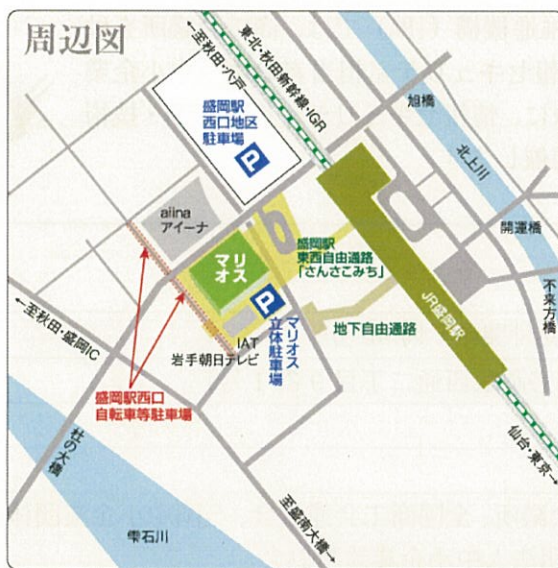 周辺図
←至秋田・八戸
東北・秋田新幹線・IGR
盛岡駅
西口地区
駐車場
P
旭橋
北上川
開運橋
不来方橋
aiina
アイーナ
マリオス
盛岡駅
東西自由通路
「さんさこみち」
JR盛岡駅
P
マリオス
立体駐車場
地下自由通路
IAT
岩手朝日テレビ
←至秋田・盛岡IC
盛岡駅西口
自転車等駐車場
杜の大橋
雫石川
至盛南大橋→
仙台・東京→